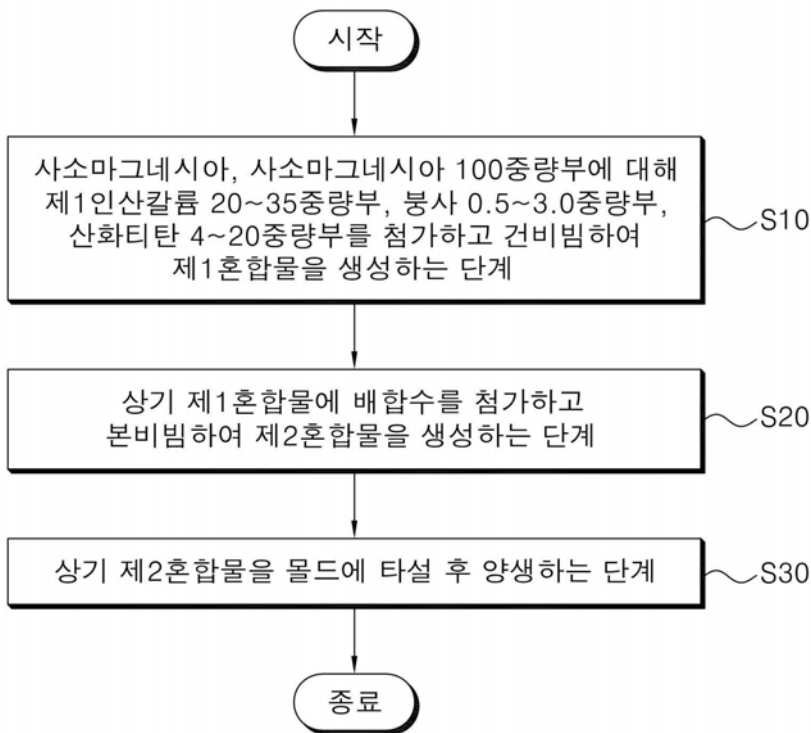 시작
사소마그네시아, 사소마그네시아 100중량부에 대해
제1인산칼륨 20~35중량부, 붕사 0.5~3.0중량부,
산화티탄 4~20중량부를 첨가하고 건비빔하여
제1혼합물을 생성하는 단계
S10
상기 제1혼합물에 배합수를 첨가하고
본비빔하여 제2혼합물을 생성하는 단계
S20
상기 제2혼합물을 몰드에 타설 후 양생하는 단계
S30
종료